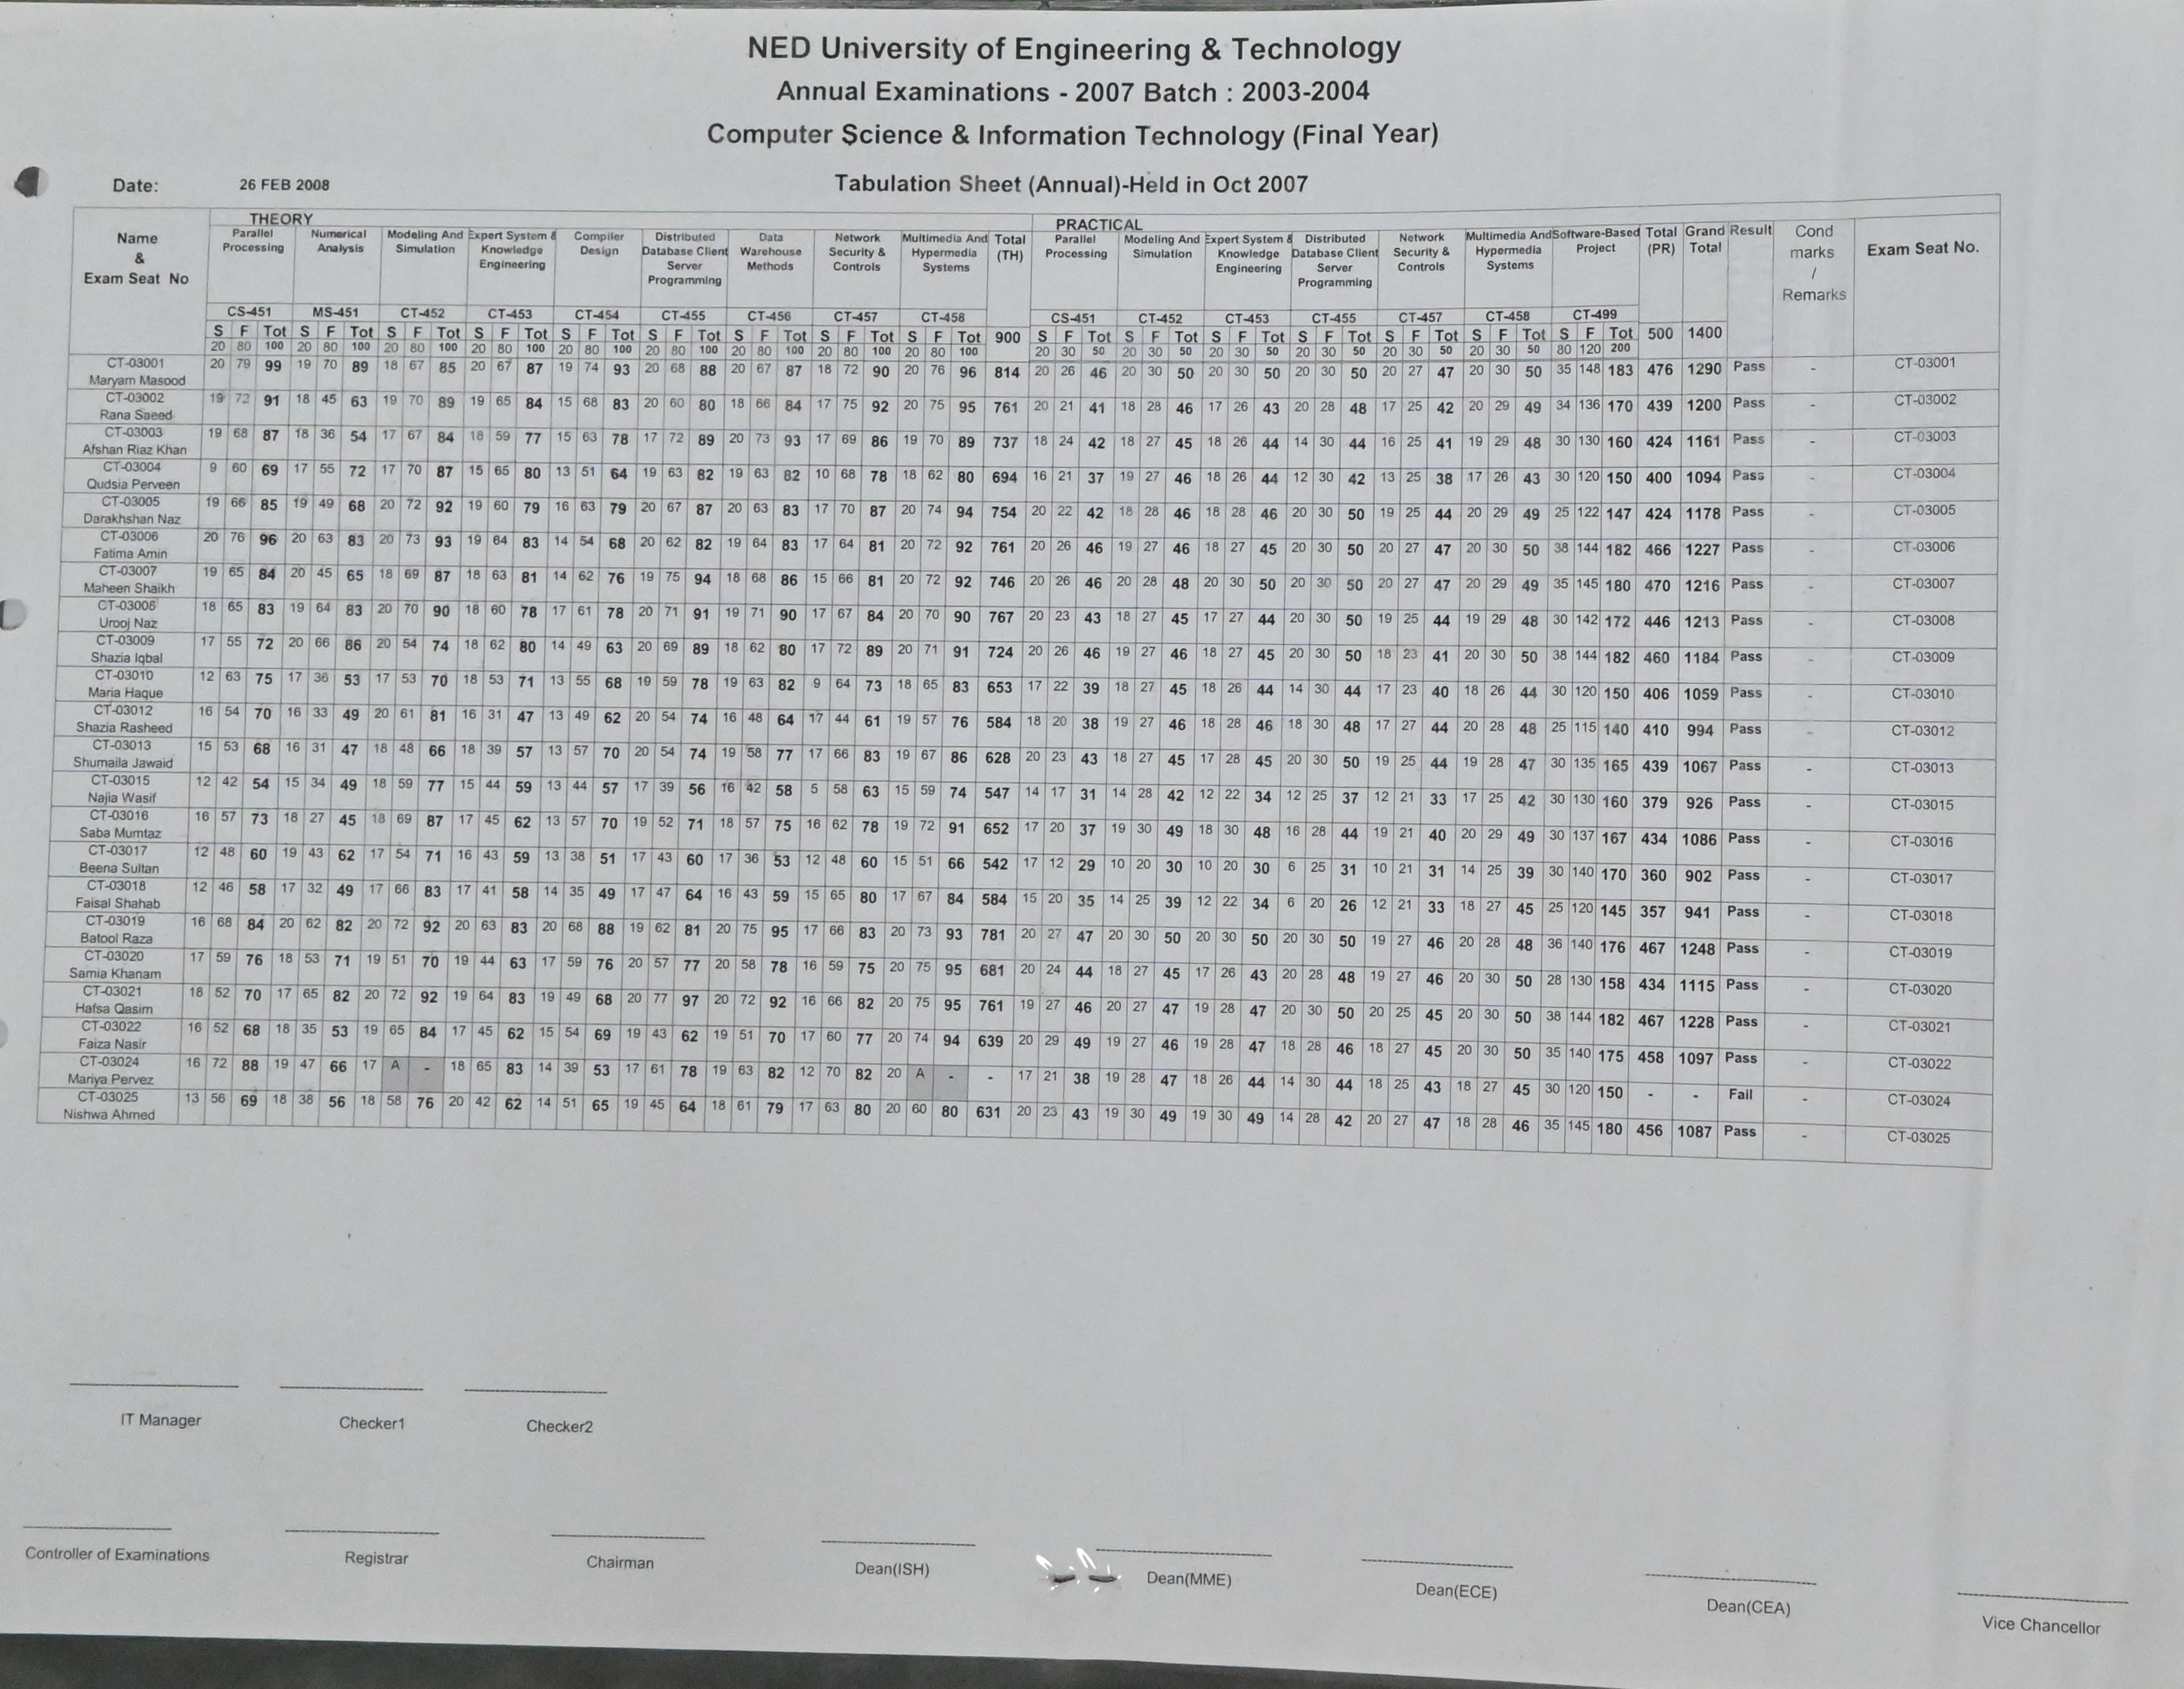 NED University of Engineering & Technology
Annual Examinations - 2007 Batch : 2003-2004
Computer Science & Information Technology (Final Year)
Date: 26 FEB 2008 Tabulation Sheet (Annual)-Held in Oct 2007
THEORY PRACTICAL
Name & Exam Seat No Parallel Processing Numerical Analysis Modeling And Simulation Expert System & Knowledge Engineering Compiler Design Distributed Database Client Server Programming Data Warehouse Methods Network Security & Controls Multimedia And Hypermedia Systems Total (TH) Parallel Processing Modeling And Simulation Expert System & Knowledge Engineering Distributed Database Client Server Programming Network Security & Controls Multimedia And Hypermedia Systems Software-Based Project Total (PR) Grand Total Result Cond marks / Remarks Exam Seat No.
CS-451 MS-451 CT-452 CT-453 CT-454 CT-455 CT-456 CT-457 CT-458 CS-451 CT-452 CT-453 CT-455 CT-457 CT-458 CT-499
S F Tot S F Tot S F Tot S F Tot S F Tot S F Tot S F Tot S F Tot S F Tot 900 S F Tot S F Tot S F Tot S F Tot S F Tot S F Tot S F Tot 500 1400
20 80 100 20 80 100 20 80 100 20 80 100 20 80 100 20 80 100 20 80 100 20 80 100 20 80 100 20 30 50 20 30 50 20 30 50 20 30 50 20 30 50 20 30 50 80 120 200
CT-03001 20 79 99 19 70 89 18 67 85 20 67 87 19 74 93 20 68 88 20 67 87 18 72 90 20 76 96 814 20 26 46 20 30 50 20 30 50 20 30 50 20 27 47 20 30 50 35 148 183 476 1290 Pass - CT-03001
Maryam Masood
CT-03002 19 72 91 18 45 63 19 70 89 19 65 84 15 68 83 20 60 80 18 66 84 17 75 92 20 75 95 761 20 21 41 18 28 46 17 26 43 20 28 48 17 25 42 20 29 49 34 136 170 439 1200 Pass - CT-03002
Rana Saeed
CT-03003 19 68 87 18 36 54 17 67 84 18 59 77 15 63 78 17 72 89 20 73 93 17 69 86 19 70 89 737 18 24 42 18 27 45 18 26 44 14 30 44 16 25 41 19 29 48 30 130 160 424 1161 Pass - CT-03003
Afshan Riaz Khan
CT-03004 9 60 69 17 55 72 17 70 87 15 65 80 13 51 64 19 63 82 19 63 82 10 68 78 18 62 80 694 16 21 37 19 27 46 18 26 44 12 30 42 13 25 38 17 26 43 30 120 150 400 1094 Pass - CT-03004
Qudsia Perveen
CT-03005 19 66 85 19 49 68 20 72 92 19 60 79 16 63 79 20 67 87 20 63 83 17 70 87 20 74 94 754 20 22 42 18 28 46 18 28 46 20 30 50 19 25 44 20 29 49 25 122 147 424 1178 Pass - CT-03005
Darakhshan Naz
CT-03006 20 76 96 20 63 83 20 73 93 19 64 83 14 54 68 20 62 82 19 64 83 17 64 81 20 72 92 761 20 26 46 19 27 46 18 27 45 20 30 50 20 27 47 20 30 50 38 144 182 466 1227 Pass - CT-03006
Fatima Amin
CT-03007 19 65 84 20 45 65 18 69 87 18 63 81 14 62 76 19 75 94 18 68 86 15 66 81 20 72 92 746 20 26 46 20 28 48 20 30 50 20 30 50 20 27 47 20 29 49 35 145 180 470 1216 Pass - CT-03007
Maheen Shaikh
CT-03008 18 65 83 19 64 83 20 70 90 18 60 78 17 61 78 20 71 91 19 71 90 17 67 84 20 70 90 767 20 23 43 18 27 45 17 27 44 20 30 50 19 25 44 19 29 48 30 142 172 446 1213 Pass - CT-03008
Urooj Naz
CT-03009 17 55 72 20 66 86 20 54 74 18 62 80 14 49 63 20 69 89 18 62 80 17 72 89 20 71 91 724 20 26 46 19 27 46 18 27 45 20 30 50 18 23 41 20 30 50 38 144 182 460 1184 Pass - CT-03009
Shazia Iqbal
CT-03010 12 63 75 17 36 53 17 53 70 18 53 71 13 55 68 19 59 78 19 63 82 9 64 73 18 65 83 653 17 22 39 18 27 45 18 26 44 14 30 44 17 23 40 18 26 44 30 120 150 406 1059 Pass - CT-03010
Maria Haque
CT-03012 16 54 70 16 33 49 20 61 81 16 31 47 13 49 62 20 54 74 16 48 64 17 44 61 19 57 76 584 18 20 38 19 27 46 18 28 46 18 30 48 17 27 44 20 28 48 25 115 140 410 994 Pass - CT-03012
Shazia Rasheed
CT-03013 15 53 68 16 31 47 18 48 66 18 39 57 13 57 70 20 54 74 19 58 77 17 66 83 19 67 86 628 20 23 43 18 27 45 17 28 45 20 30 50 19 25 44 19 28 47 30 135 165 439 1067 Pass - CT-03013
Shumaila Jawaid
CT-03015 12 42 54 15 34 49 18 59 77 15 44 59 13 44 57 17 39 56 16 42 58 5 58 63 15 59 74 547 14 17 31 14 28 42 12 22 34 12 25 37 12 21 33 17 25 42 30 130 160 379 926 Pass - CT-03015
Najia Wasif
CT-03016 16 57 73 18 27 45 18 69 87 17 45 62 13 57 70 19 52 71 18 57 75 16 62 78 19 72 91 652 17 20 37 19 30 49 18 30 48 16 28 44 19 21 40 20 29 49 30 137 167 434 1086 Pass - CT-03016
Saba Mumtaz
CT-03017 12 48 60 19 43 62 17 54 71 16 43 59 13 38 51 17 43 60 17 36 53 12 48 60 15 51 66 542 17 12 29 10 20 30 10 20 30 6 25 31 10 21 31 14 25 39 30 140 170 360 902 Pass - CT-03017
Beena Sultan
CT-03018 12 46 58 17 32 49 17 66 83 17 41 58 14 35 49 17 47 64 16 43 59 15 65 80 17 67 84 584 15 20 35 14 25 39 12 22 34 6 20 26 12 21 33 18 27 45 25 120 145 357 941 Pass - CT-03018
Faisal Shahab
CT-03019 16 68 84 20 62 82 20 72 92 20 63 83 20 68 88 19 62 81 20 75 95 17 66 83 20 73 93 781 20 27 47 20 30 50 20 30 50 20 30 50 19 27 46 20 28 48 36 140 176 467 1248 Pass - CT-03019
Batool Raza
CT-03020 17 59 76 18 53 71 19 51 70 19 44 63 17 59 76 20 57 77 20 58 78 16 59 75 20 75 95 681 20 24 44 18 27 45 17 26 43 20 28 48 19 27 46 20 30 50 28 130 158 434 1115 Pass - CT-03020
Samia Khanam
CT-03021 18 52 70 17 65 82 20 72 92 19 64 83 19 49 68 20 77 97 20 72 92 16 66 82 20 75 95 761 19 27 46 20 27 47 19 28 47 20 30 50 20 25 45 20 30 50 38 144 182 467 1228 Pass - CT-03021
Hafsa Qasim
CT-03022 16 52 68 18 35 53 19 65 84 17 45 62 15 54 69 19 43 62 19 51 70 17 60 77 20 74 94 639 20 29 49 19 27 46 19 28 47 18 28 46 18 27 45 20 30 50 35 140 175 458 1097 Pass - CT-03022
Faiza Nasir
CT-03024 16 72 88 19 47 66 17 A - 18 65 83 14 39 53 17 61 78 19 63 82 12 70 82 20 A - - 17 21 38 19 28 47 18 26 44 14 30 44 18 25 43 18 27 45 30 120 150 - - Fail - CT-03024
Mariya Pervez
CT-03025 13 56 69 18 38 56 18 58 76 20 42 62 14 51 65 19 45 64 18 61 79 17 63 80 20 60 80 631 20 23 43 19 30 49 19 30 49 14 28 42 20 27 47 18 28 46 35 145 180 456 1087 Pass - CT-03025
Nishwa Ahmed
IT Manager Checker1 Checker2
Controller of Examinations Registrar Chairman Dean(ISH) Dean(MME) Dean(ECE) Dean(CEA) Vice Chancellor